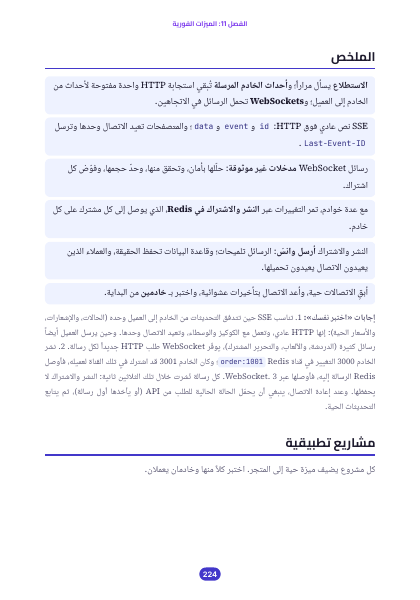 الفصل 11: الميزات الفورية
الملخص
الاستطلاع يسأل مرارا؛ وأحداث الخادم المرسلة تُبقي استجابة HTTP واحدة مفتوحة لأحداث من
الخادم إلى العميل؛ وWebSockets تحمل الرسائل في الاتجاهين.
SSE نص عادي فوق HTTP: id و event و data ؛ والمتصفحات تعيد الاتصال وحدها وترسل
Last-Event-ID .
رسائل WebSocket مدخلات غير موثوقة: حلّلها بأمان، وتحقق منها، وحدّ حجمها، وفوّض كل
اشتراك.
مع عدة خوادم، تمر التغييرات عبر النشر والاشتراك في Redis، الذي يوصل إلى كل مشترك على كل
خادم.
النشر والاشتراك أرسل وانسَ: الرسائل تلميحات؛ وقاعدة البيانات تحفظ الحقيقة، والعملاء الذين
يعيدون الاتصال يعيدون تحميلها.
أبقِ الاتصالات حية، وأعد الاتصال بتأخيرات عشوائية، واختبر بـ خادمين من البداية.
إجابات «اختبر نفسك»: 1. تناسب SSE حين تتدفق التحديثات من الخادم إلى العميل وحده (الحالات، والإشعارات،
والأسعار الحية): إنها HTTP عادي، وتعمل مع الكوكيز والوسطاء، وتعيد الاتصال وحدها. وحين يرسل العميل أيضاً
رسائل كثيرة (الدردشة، والألعاب، والتحرير المشترك)، يوفّر WebSocket طلب HTTP جديداً لكل رسالة. 2. نشر
الخادم 3000 التغيير في قناة Redis order:1001 ؛ وكان الخادم 3001 قد اشترك في تلك القناة لعميله، فأوصل
Redis الرسالة إليه، فأوصلها عبر WebSocket. 3. كل رسالة نُشرت خلال تلك الثلاثين ثانية: النشر والاشتراك لا
يحفظها. وعند إعادة الاتصال، ينبغي أن يحمّل الحالة الحالية للطلب من API (أو يأخذها أول رسالة)، ثم يتابع
التحديثات الحية.
مشاريع تطبيقية
كل مشروع يضيف ميزة حية إلى المتجر. اختبر كلاً منها وخادمان يعملان.
224